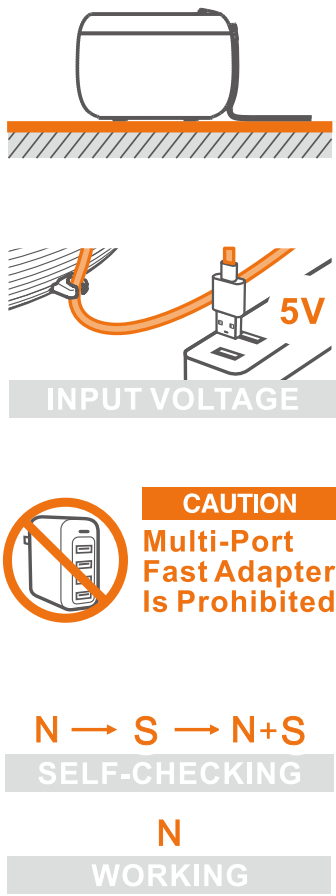 5V
INPUT VOLTAGE
CAUTION
Multi-Port
Fast Adapter
Is Prohibited
N → S → N+S
SELF-CHECKING
N
WORKING